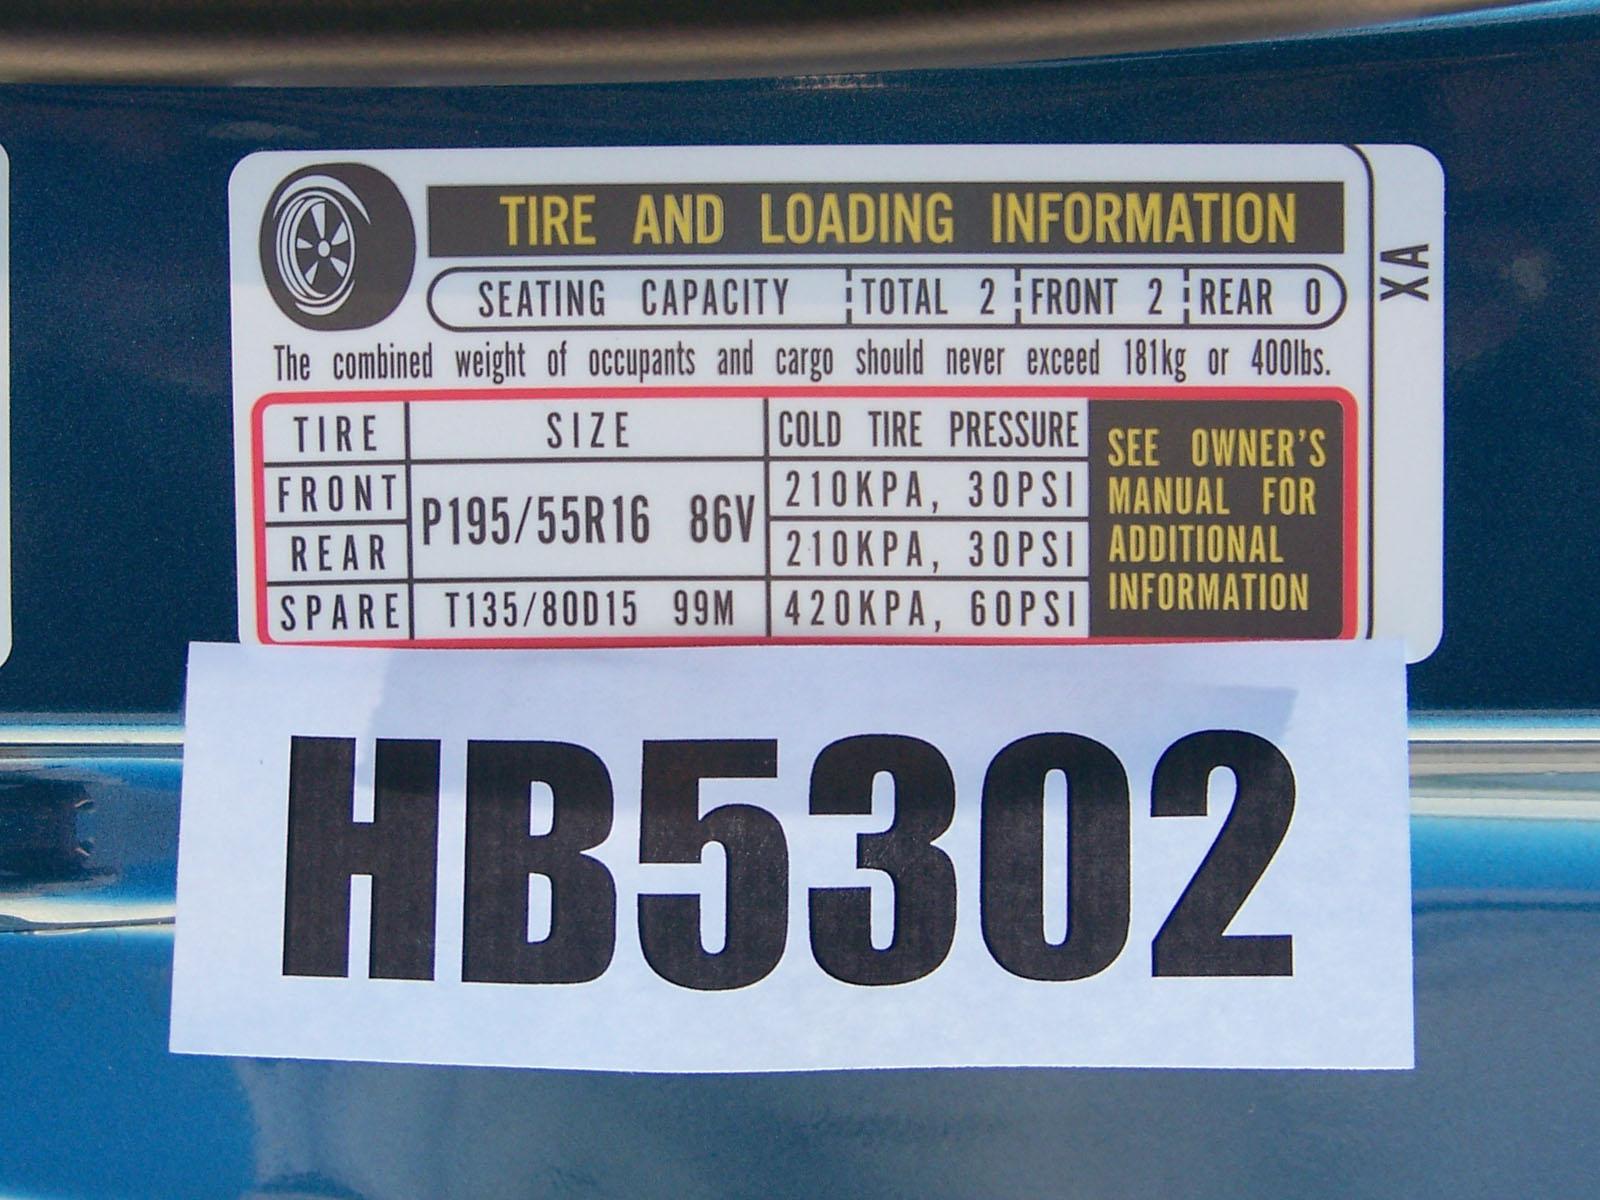 TIRE AND LOADING INFORMATION
SEATING CAPACITY TOTAL 2 FRONT 2 REAR 0
XA
The combined weight of occupants and cargo should never exceed 181kg or 400lbs.
TIRE SIZE COLD TIRE PRESSURE
FRONT P195/55R16 86V 210KPA, 30PSI
REAR 210KPA, 30PSI
SPARE T135/80D15 99M 420KPA, 60PSI
SEE OWNER'S
MANUAL FOR
ADDITIONAL
INFORMATION
HB5302